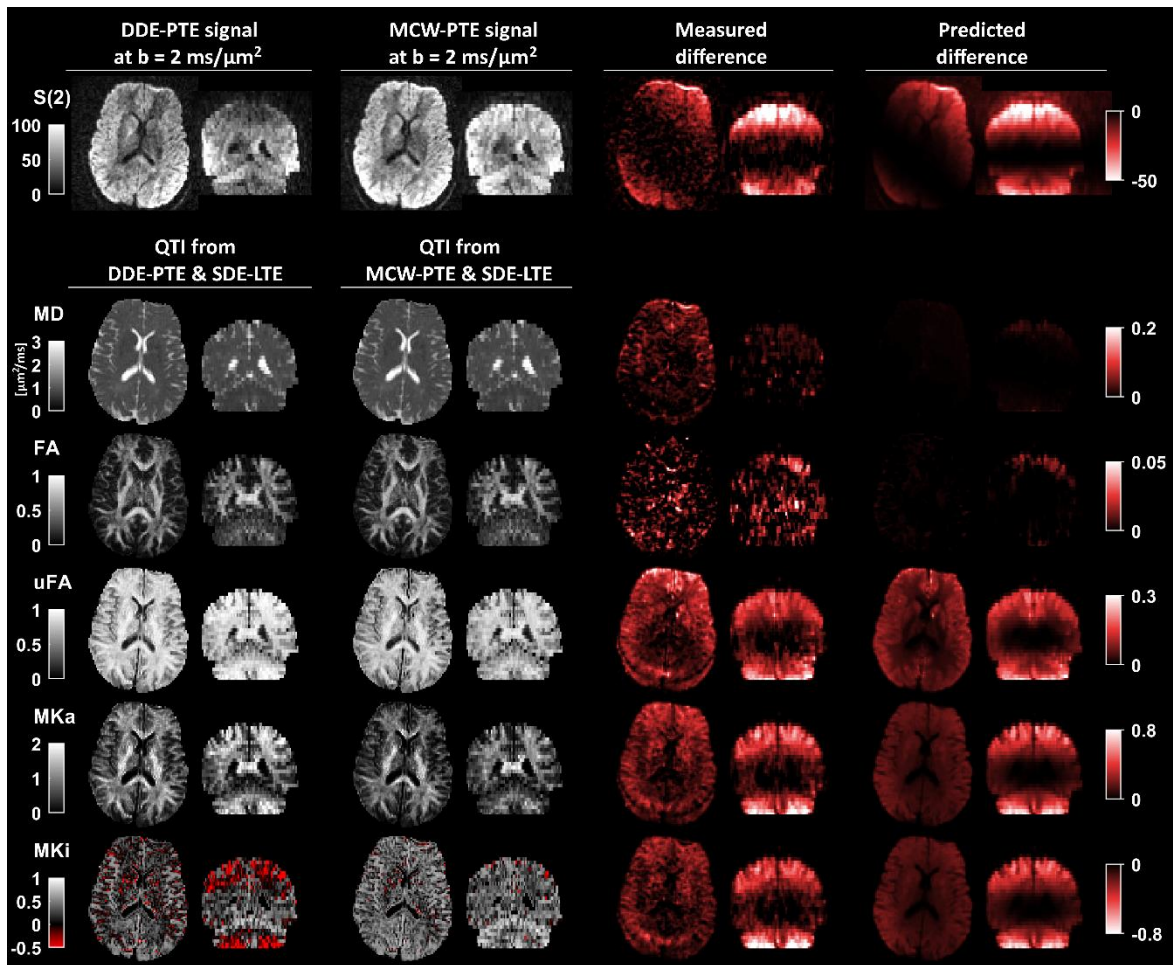 DDE-PTE signal
at b = 2 ms/μm²
MCW-PTE signal
at b = 2 ms/μm²
Measured
difference
Predicted
difference
S(2)
100
50
0
0
-50
QTI from
DDE-PTE & SDE-LTE
QTI from
MCW-PTE & SDE-LTE
MD
3
2
1
0
[μm²/ms]
0.2
0
FA
1
0.5
0
0.05
0
uFA
1
0.5
0
0.3
0
MKa
2
1
0
0.8
0
MKi
1
0.5
0
-0.5
0
-0.8